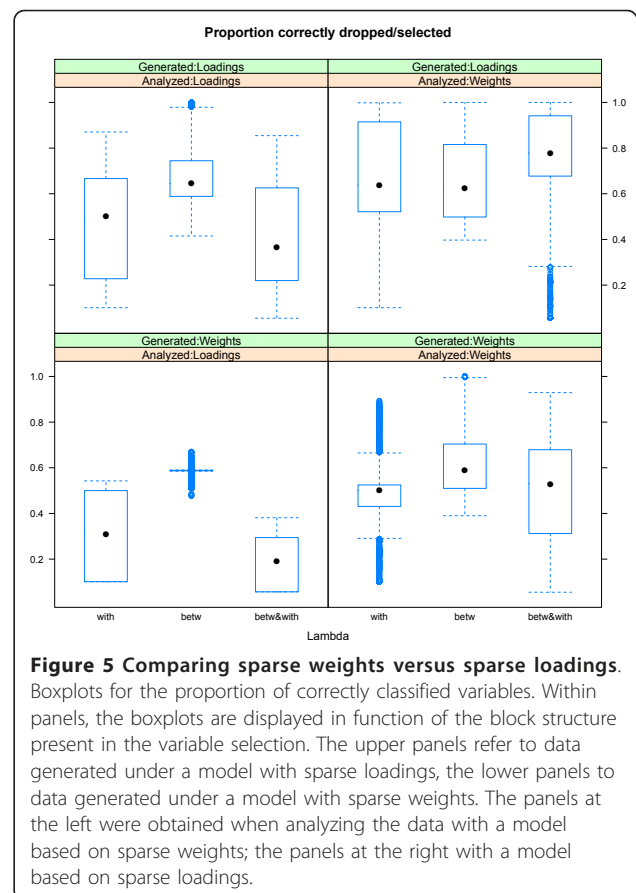 Proportion correctly dropped/selected
Generated:Loadings
Generated:Loadings
Analyzed:Loadings
Analyzed:Weights
1.0
0.8
0.6
0.4
0.2
Generated:Weights
Generated:Weights
Analyzed:Loadings
Analyzed:Weights
1.0
0.8
0.6
0.4
0.2
with
betw
betw&with
with
betw
betw&with
Lambda
Figure 5 Comparing sparse weights versus sparse loadings.
Boxplots for the proportion of correctly classified variables. Within
panels, the boxplots are displayed in function of the block structure
present in the variable selection. The upper panels refer to data
generated under a model with sparse loadings, the lower panels to
data generated under a model with sparse weights. The panels at
the left were obtained when analyzing the data with a model
based on sparse weights; the panels at the right with a model
based on sparse loadings.